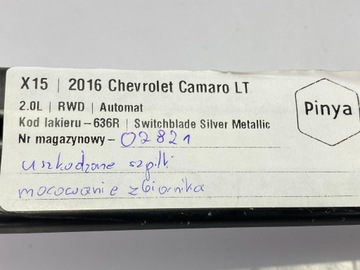 X15 | 2016 Chevrolet Camaro LT
2.0L | RWD | Automat
Kod lakieru – 636R | Switchblade Silver Metallic
Nr magazynowy – 02821
uszkodzone szpilki
mocowanie zbiornika
Pinya